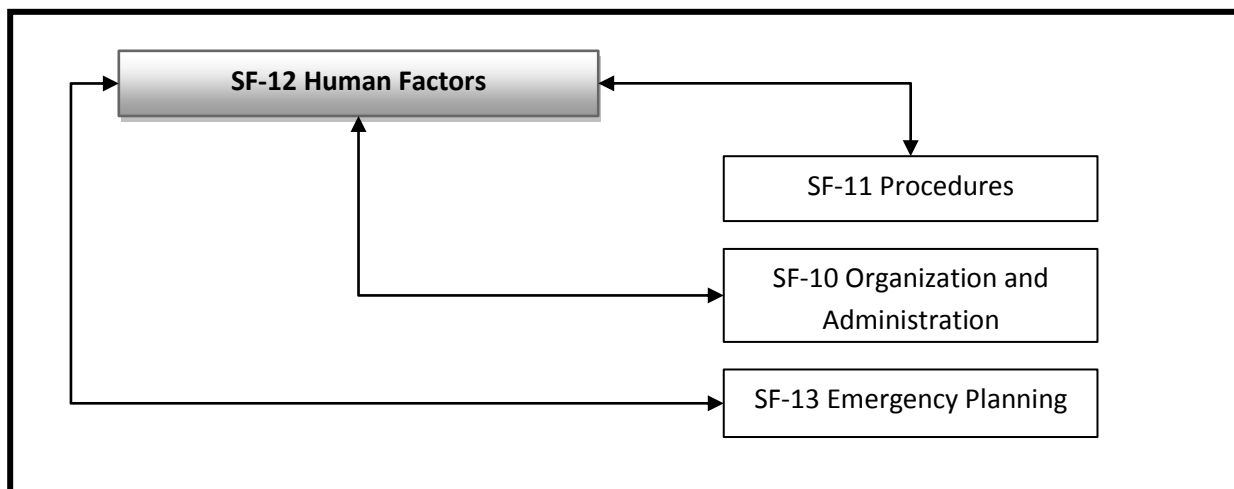 SF-12 Human Factors
SF-11 Procedures
SF-10 Organization and
Administration
SF-13 Emergency Planning